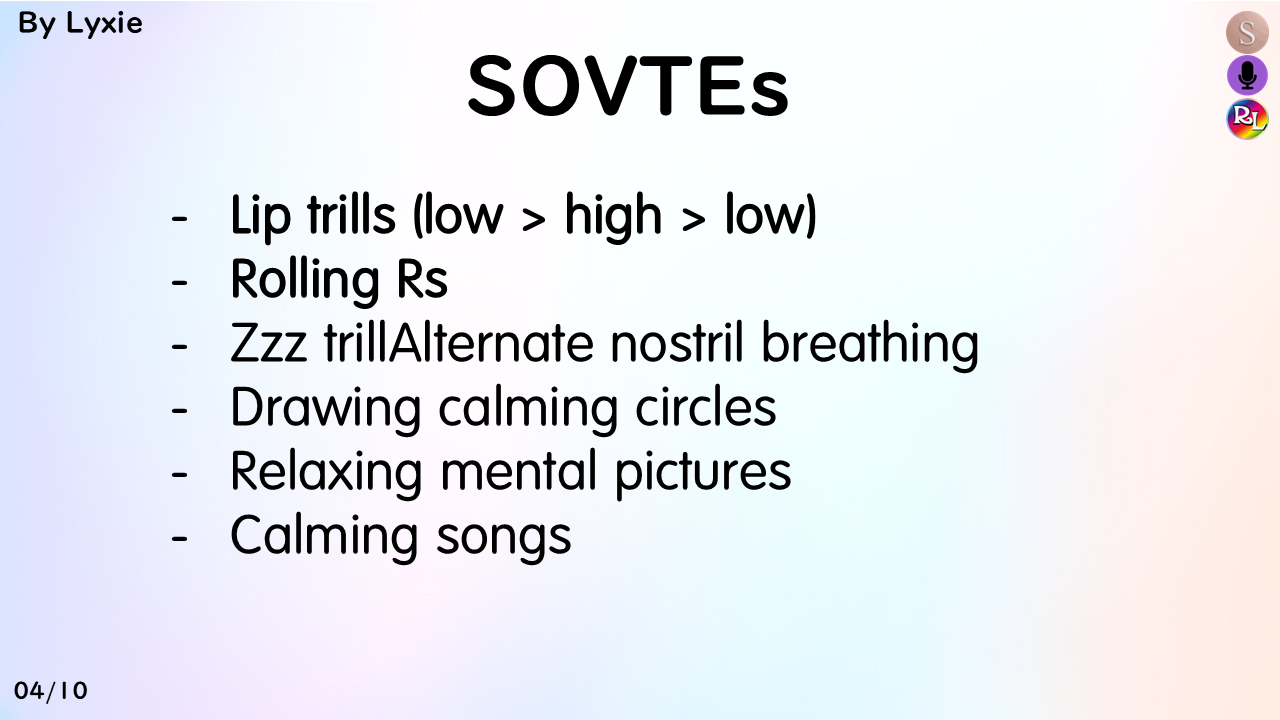 By Lyxie
S
SOVTEs
RL
- Lip trills (low > high > low)
- Rolling Rs
- Zzz trillAlternate nostril breathing
- Drawing calming circles
- Relaxing mental pictures
- Calming songs
04/10